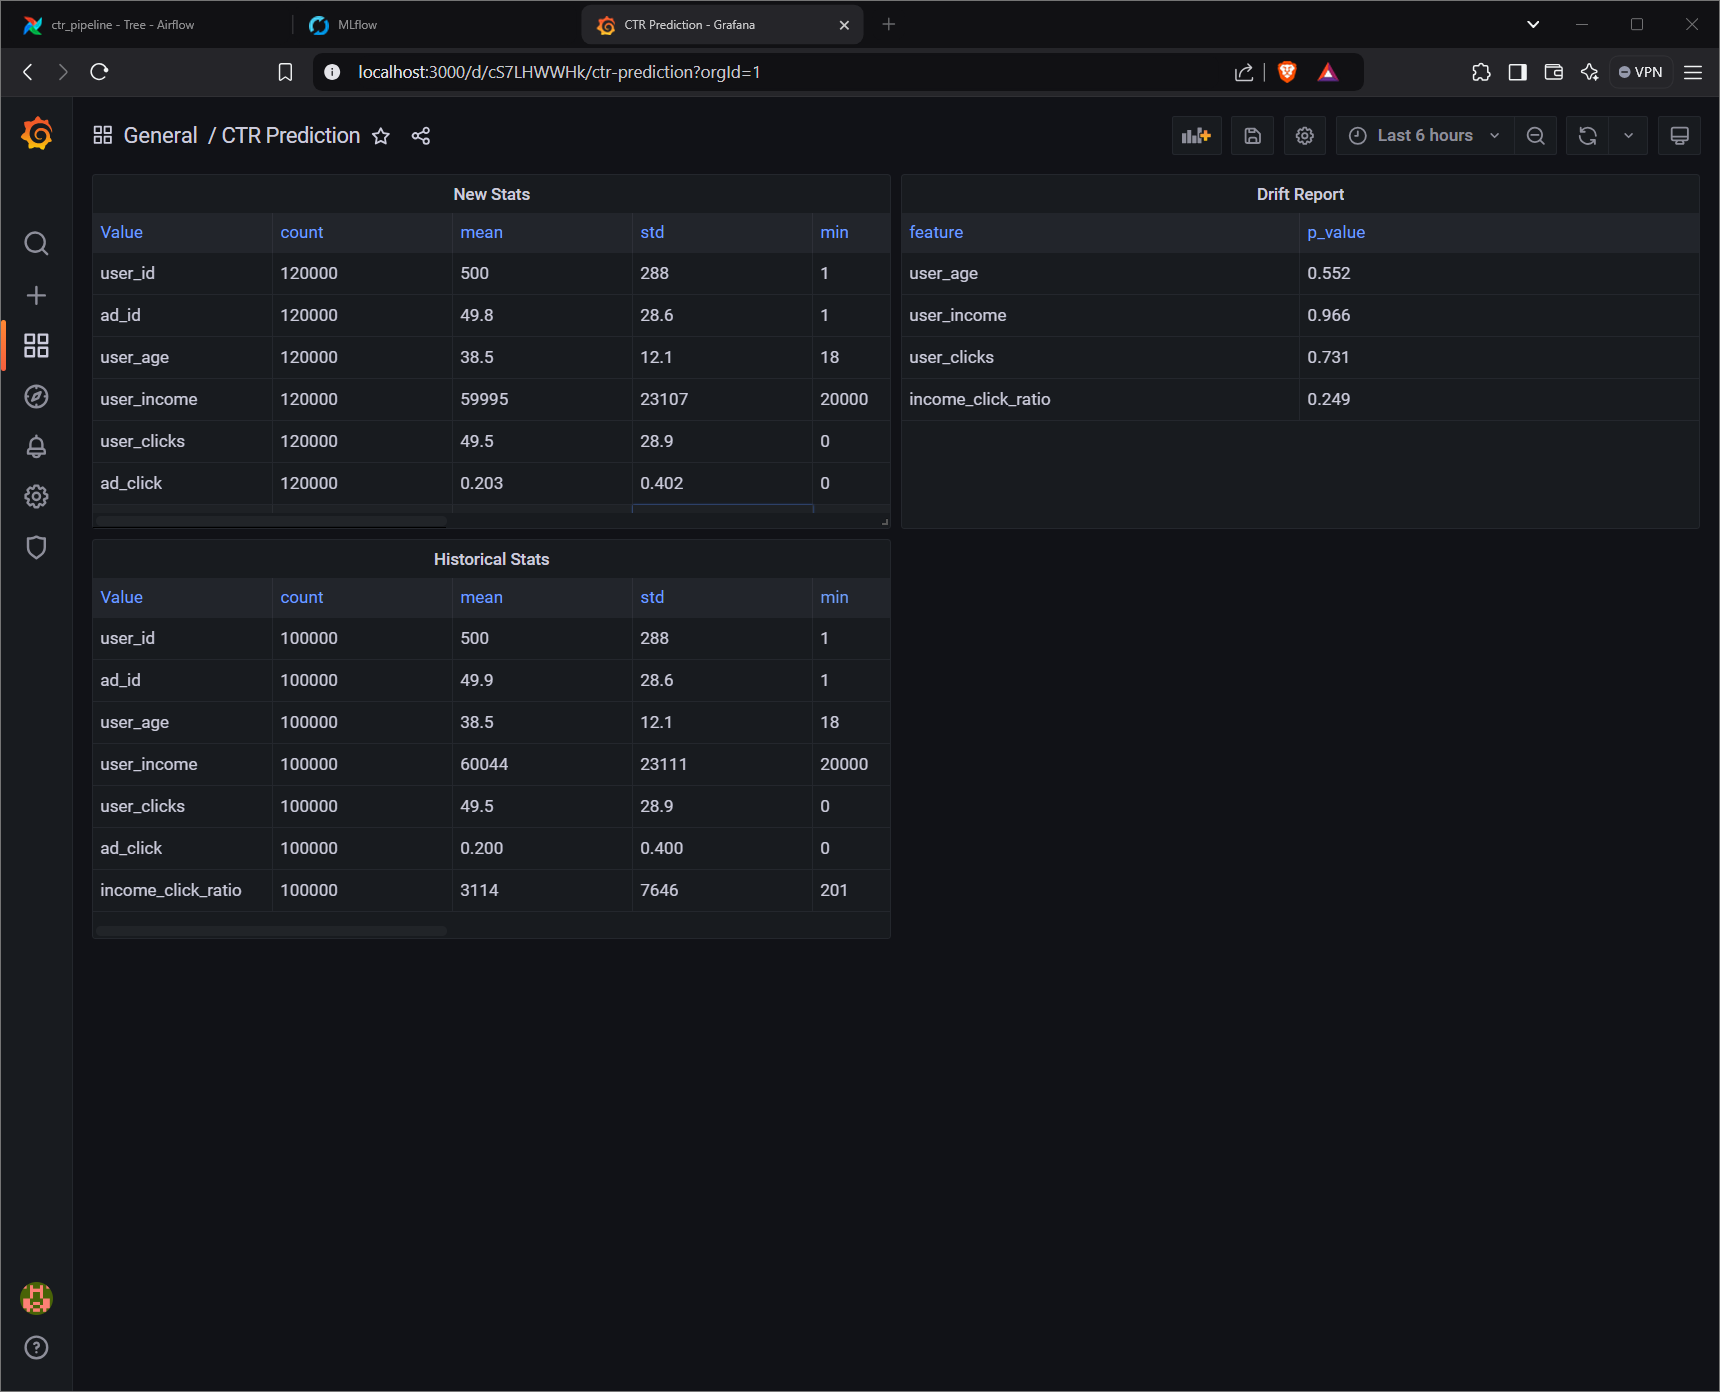 ctr_pipeline - Tree - Airflow
MLflow
CTR Prediction - Grafana
localhost:3000/d/cS7LHWWHk/ctr-prediction?orgId=1
VPN
General / CTR Prediction
Last 6 hours
New Stats
Value count mean std min
user_id 120000 500 288 1
ad_id 120000 49.8 28.6 1
user_age 120000 38.5 12.1 18
user_income 120000 59995 23107 20000
user_clicks 120000 49.5 28.9 0
ad_click 120000 0.203 0.402 0
Drift Report
feature p_value
user_age 0.552
user_income 0.966
user_clicks 0.731
income_click_ratio 0.249
Historical Stats
Value count mean std min
user_id 100000 500 288 1
ad_id 100000 49.9 28.6 1
user_age 100000 38.5 12.1 18
user_income 100000 60044 23111 20000
user_clicks 100000 49.5 28.9 0
ad_click 100000 0.200 0.400 0
income_click_ratio 100000 3114 7646 201